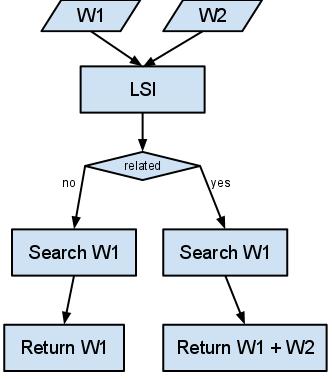 W1
W2
LSI
related
no
yes
Search W1
Search W1
Return W1
Return W1 + W2